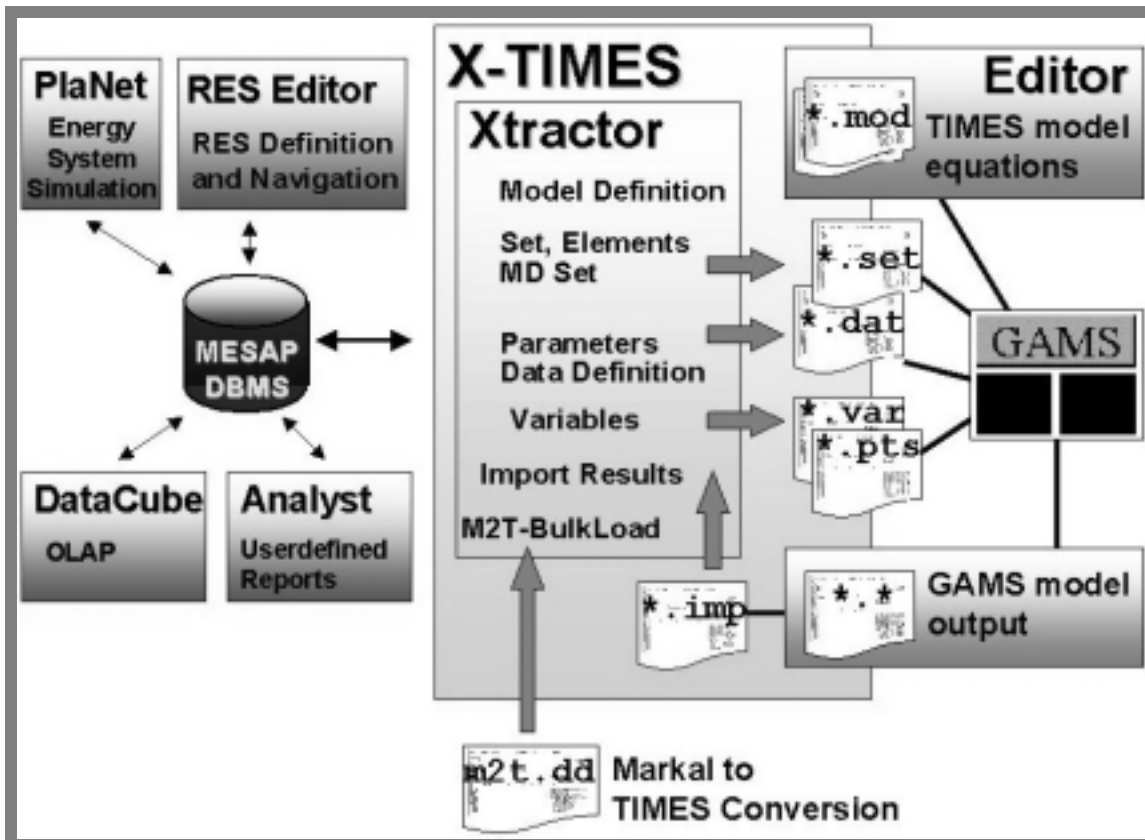 PlaNet
Energy
System
Simulation
RES Editor
RES Definition
and Navigation
MESAP
DBMS
DataCube
OLAP
Analyst
Userdefined
Reports
X-TIMES
Xtractor
Model Definition
Set, Elements
MD Set
Parameters
Data Definition
Variables
Import Results
M2T-BulkLoad
*.set
*.dat
*.var
*.pts
*.imp
Editor
*.mod
TIMES model
equations
GAMS
GAMS model
output
*.*
m2t.dd
Markal to
TIMES Conversion